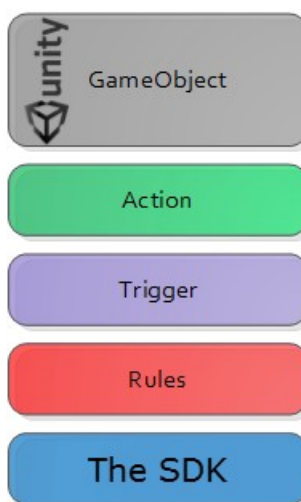 unity
GameObject
Action
Trigger
Rules
The SDK